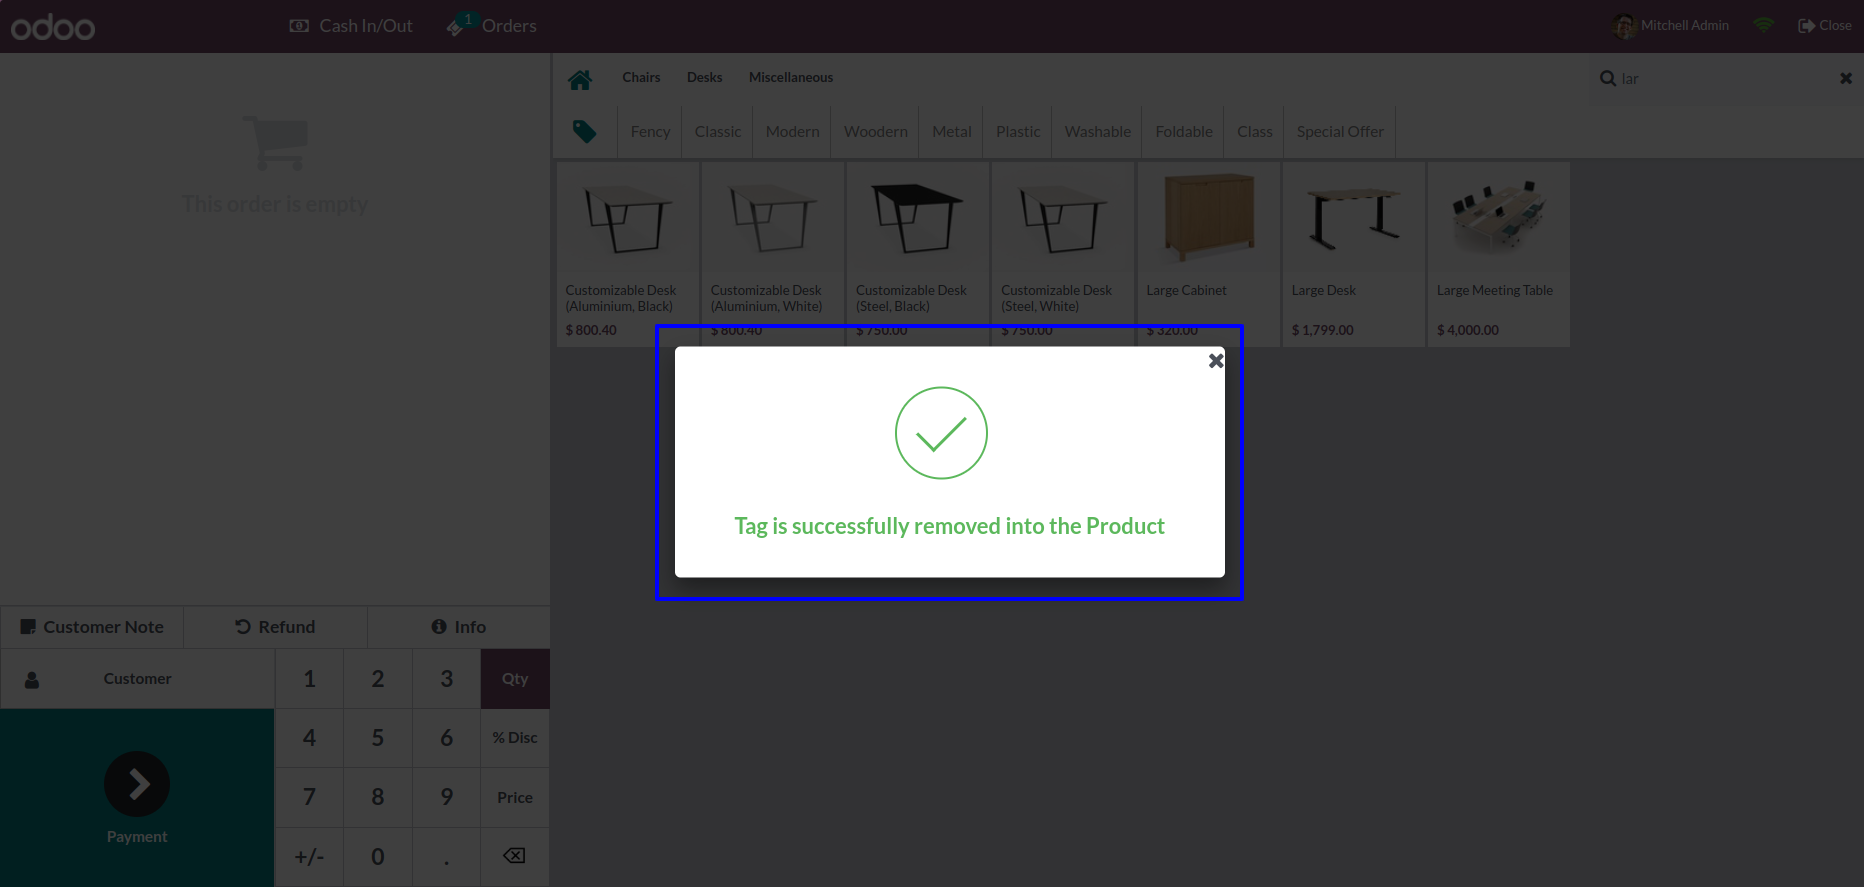 odoo
Cash In/Out
1
Orders
Mitchell Admin
Close
Chairs
Desks
Miscellaneous
lar
Fency
Classic
Modern
Woodern
Metal
Plastic
Washable
Foldable
Class
Special Offer
This order is empty
Customizable Desk
(Aluminium, Black)
$ 800.40
Customizable Desk
(Aluminium, White)
$ 800.40
Customizable Desk
(Steel, Black)
$ 750.00
Customizable Desk
(Steel, White)
$ 750.00
Large Cabinet
$ 320.00
Large Desk
$ 1,799.00
Large Meeting Table
$ 4,000.00
Tag is successfully removed into the Product
Customer Note
Refund
Info
Customer
1
2
3
Qty
4
5
6
% Disc
7
8
9
Price
Payment
+/-
0
.